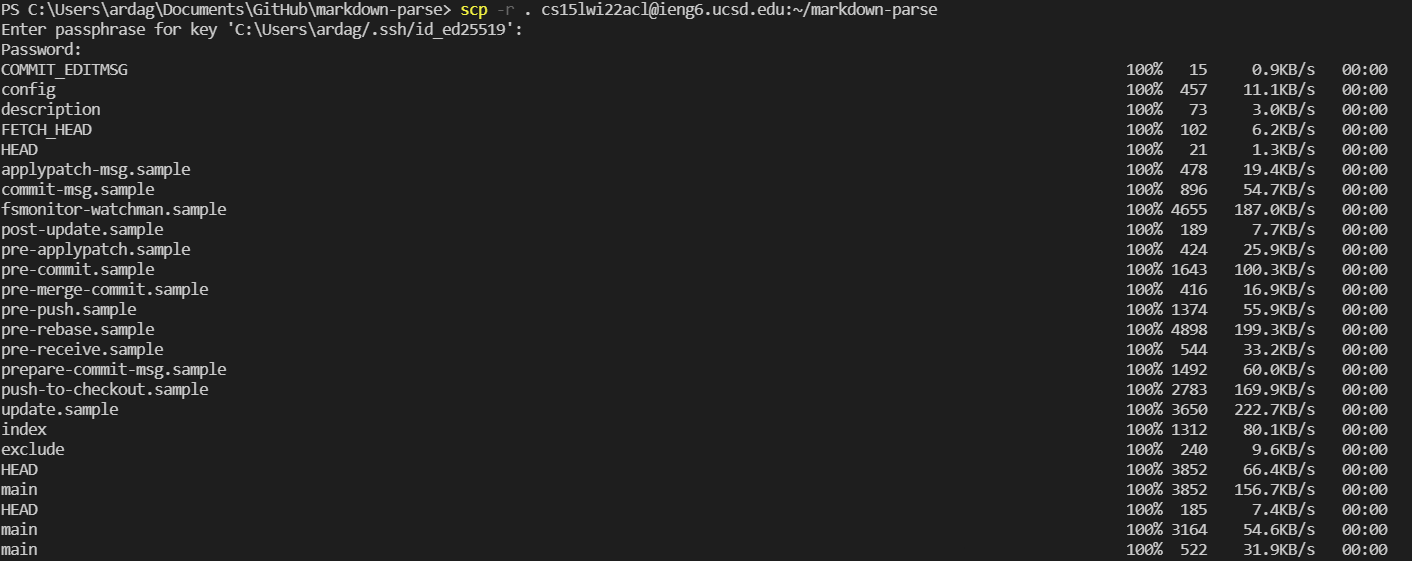 PS C:\Users\ardag\Documents\GitHub\markdown-parse> scp -r . cs15lwi22acl@ieng6.ucsd.edu:~/markdown-parse
Enter passphrase for key 'C:\Users\ardag/.ssh/id_ed25519':
Password:
COMMIT_EDITMSG 100% 15 0.9KB/s 00:00
config 100% 457 11.1KB/s 00:00
description 100% 73 3.0KB/s 00:00
FETCH_HEAD 100% 102 6.2KB/s 00:00
HEAD 100% 21 1.3KB/s 00:00
applypatch-msg.sample 100% 478 19.4KB/s 00:00
commit-msg.sample 100% 896 54.7KB/s 00:00
fsmonitor-watchman.sample 100% 4655 187.0KB/s 00:00
post-update.sample 100% 189 7.7KB/s 00:00
pre-applypatch.sample 100% 424 25.9KB/s 00:00
pre-commit.sample 100% 1643 100.3KB/s 00:00
pre-merge-commit.sample 100% 416 16.9KB/s 00:00
pre-push.sample 100% 1374 55.9KB/s 00:00
pre-rebase.sample 100% 4898 199.3KB/s 00:00
pre-receive.sample 100% 544 33.2KB/s 00:00
prepare-commit-msg.sample 100% 1492 60.0KB/s 00:00
push-to-checkout.sample 100% 2783 169.9KB/s 00:00
update.sample 100% 3650 222.7KB/s 00:00
index 100% 1312 80.1KB/s 00:00
exclude 100% 240 9.6KB/s 00:00
HEAD 100% 3852 66.4KB/s 00:00
main 100% 3852 156.7KB/s 00:00
HEAD 100% 185 7.4KB/s 00:00
main 100% 3164 54.6KB/s 00:00
main 100% 522 31.9KB/s 00:00